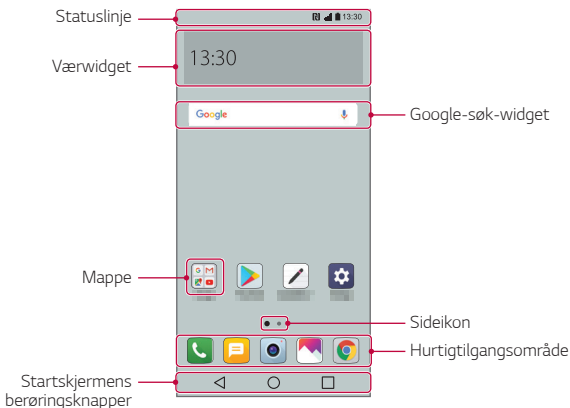 Statuslinje
13:30
Værwidget
13:30
Google
Google-søk-widget
Mappe
Sideikon
Hurtigtilgangsområde
Startskjermens
berøringsknapper